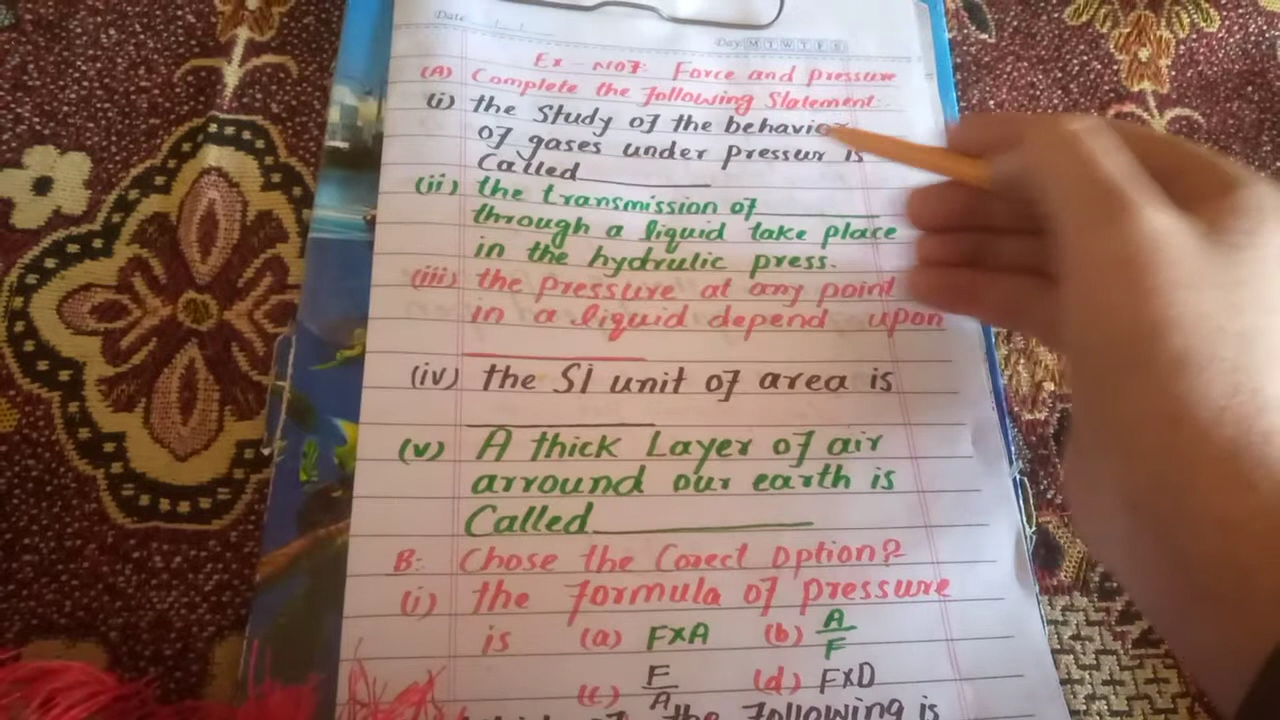 Date
Day M T W T F S
Ex - No7: Force and pressure
(A) Complete the following Slatement:
(i) the Study of the behavior
of gases under pressur is
Called
(ii) the transmission of
through a liquid take place
in the hydrulic press.
(iii) the pressure at any point
in a liquid depend upon
(iv) the SI unit of area is
(v) A thick Layer of air
arround our earth is
Called
B: Chose the Corect option?
(i) the formula of pressure
is (a) F×A (b) A/F
(c) F/A (d) F×D
the following is